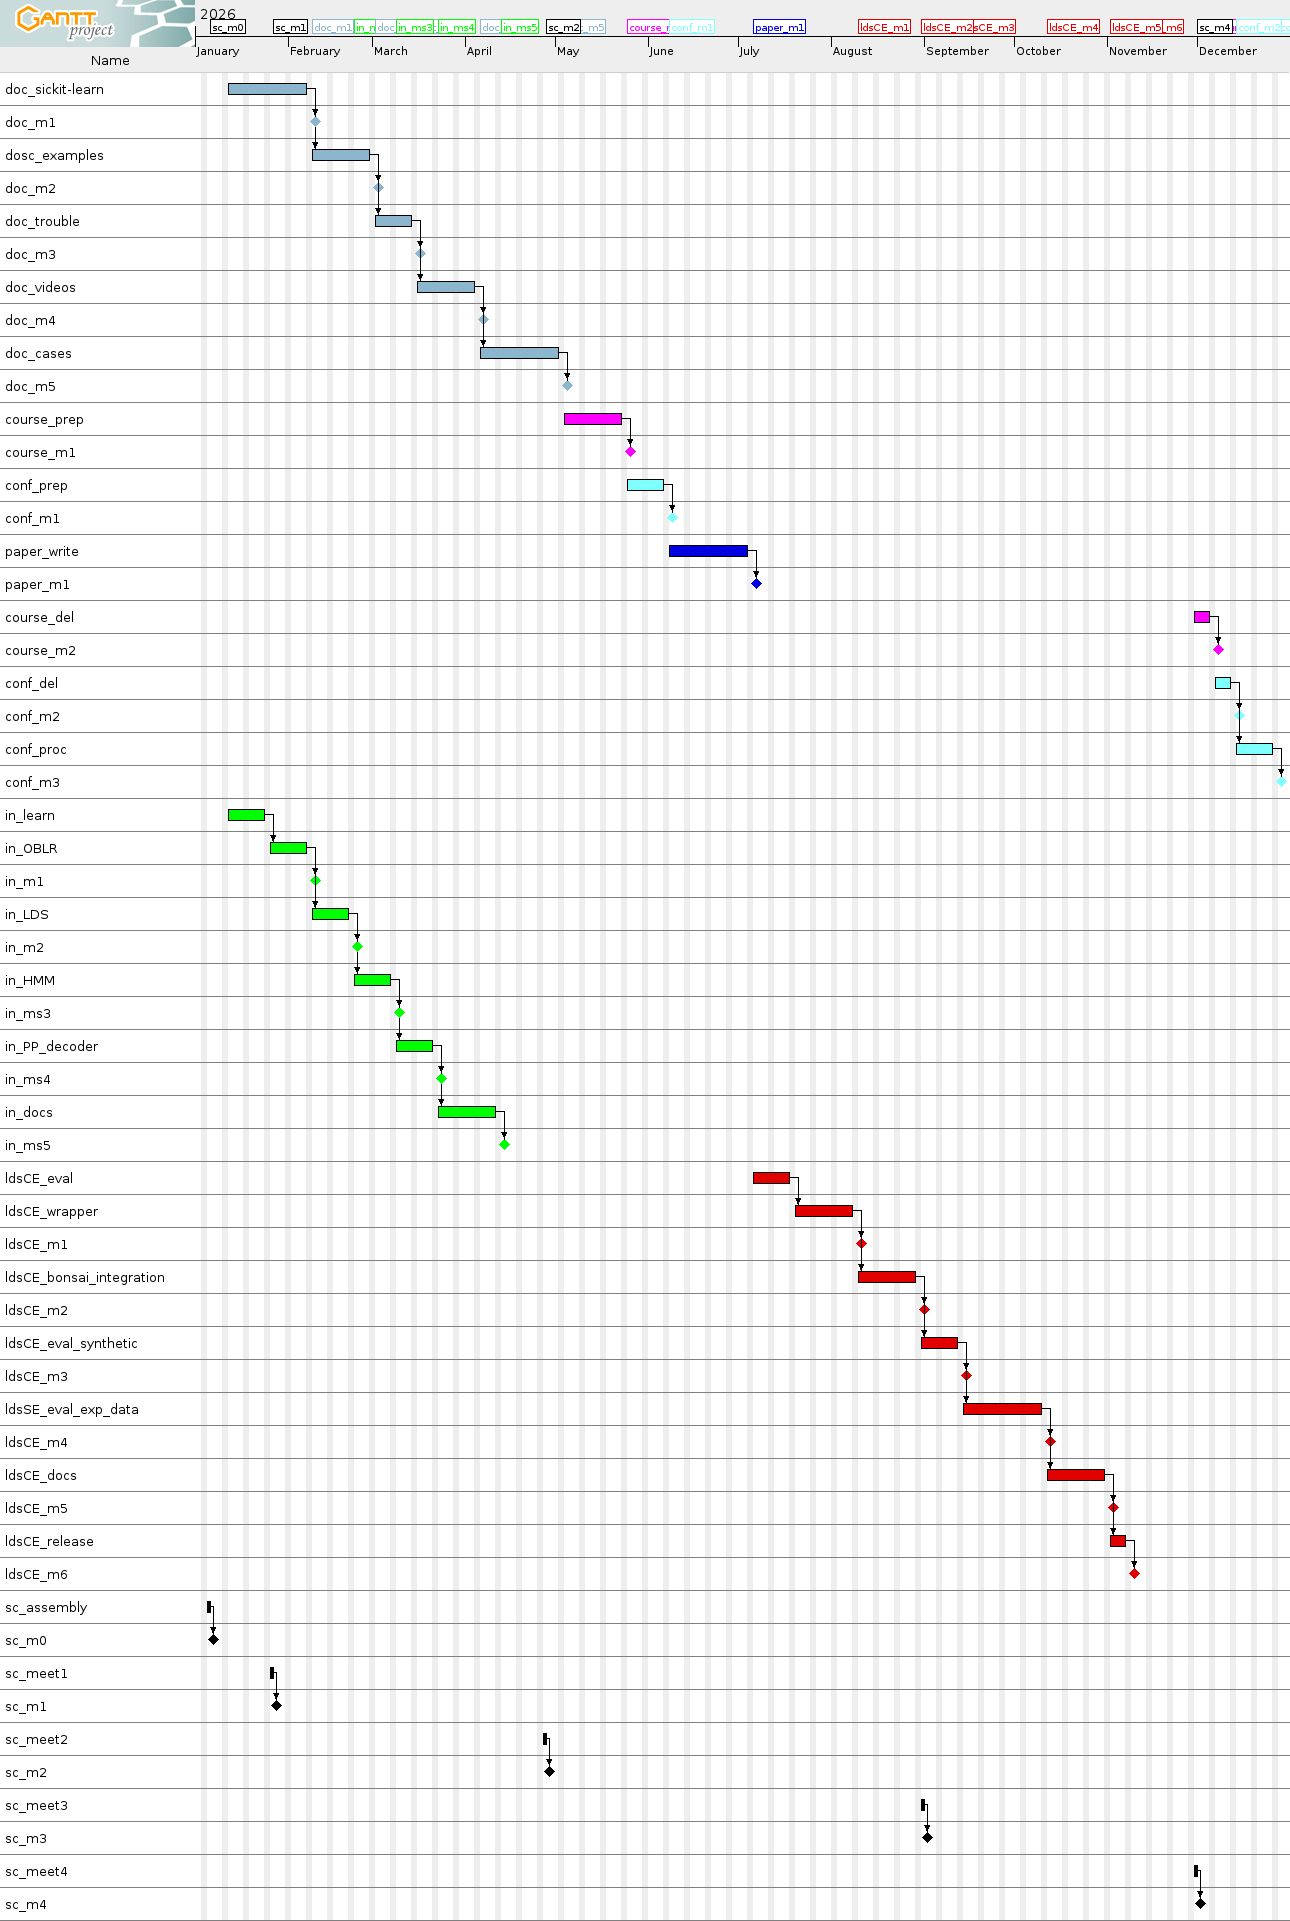 Gantt
project
2026
sc_m0 sc_m1 doc_m1 in_n doc in_ms3 in_ms4 doc_ in_ms5 sc_m2 _m5 course_ conf_m1 paper_m1 ldsCE_m1 ldsCE_m2 sCE_m3 ldsCE_m4 ldsCE_m5 _m6 sc_m4 conf_m2
January February March April May June July August September October November December
Name
doc_sickit-learn
doc_m1
dosc_examples
doc_m2
doc_trouble
doc_m3
doc_videos
doc_m4
doc_cases
doc_m5
course_prep
course_m1
conf_prep
conf_m1
paper_write
paper_m1
course_del
course_m2
conf_del
conf_m2
conf_proc
conf_m3
in_learn
in_OBLR
in_m1
in_LDS
in_m2
in_HMM
in_ms3
in_PP_decoder
in_ms4
in_docs
in_ms5
ldsCE_eval
ldsCE_wrapper
ldsCE_m1
ldsCE_bonsai_integration
ldsCE_m2
ldsCE_eval_synthetic
ldsCE_m3
ldsSE_eval_exp_data
ldsCE_m4
ldsCE_docs
ldsCE_m5
ldsCE_release
ldsCE_m6
sc_assembly
sc_m0
sc_meet1
sc_m1
sc_meet2
sc_m2
sc_meet3
sc_m3
sc_meet4
sc_m4